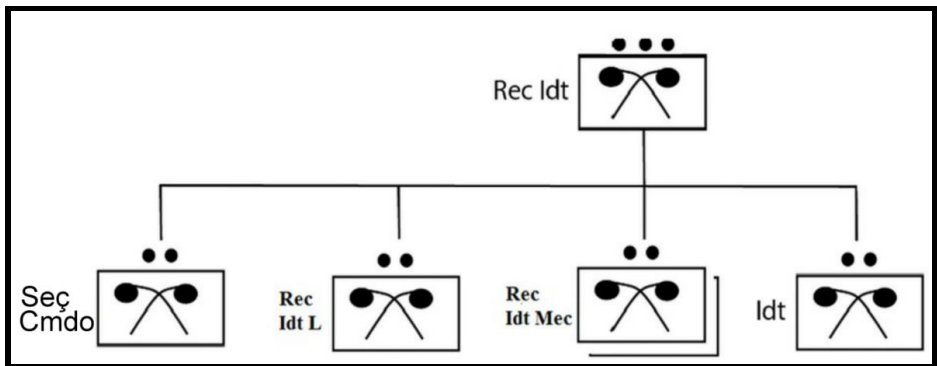 Rec Idt
Seç
Cmdo
Rec
Idt L
Rec
Idt Mec
Idt